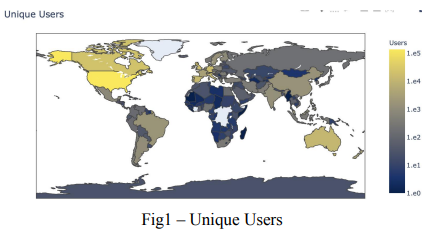 Unique Users
Users
1.e5
1.e4
1.e3
1.e2
1.e1
1.e0
Fig1 – Unique Users